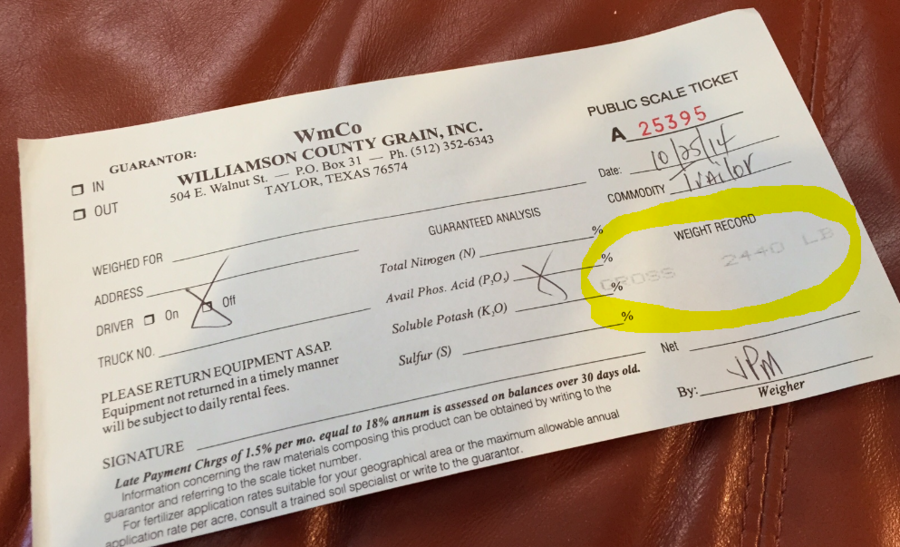 WmCo
GUARANTOR:
WILLIAMSON COUNTY GRAIN, INC.
504 E. Walnut St. — P.O. Box 31 — Ph. (512) 352-6343
TAYLOR, TEXAS 76574
IN
OUT
PUBLIC SCALE TICKET
A 25395
Date: 10/25/14
COMMODITY Trailor
WEIGHED FOR
ADDRESS
DRIVER On Off
TRUCK NO.
GUARANTEED ANALYSIS
Total Nitrogen (N) %
Avail Phos. Acid (P₂O₅) %
Soluble Potash (K₂O) %
Sulfur (S) %
WEIGHT RECORD
GROSS 2440 LB
Net
By: JPM
Weigher
PLEASE RETURN EQUIPMENT ASAP.
Equipment not returned in a timely manner
will be subject to daily rental fees.
SIGNATURE
Late Payment Chrgs of 1.5% per mo. equal to 18% annum is assessed on balances over 30 days old.
Information concerning the raw materials composing this product can be obtained by writing to the
guarantor and referring to the scale ticket number.
For fertilizer application rates suitable for your geographical area or the maximum allowable annual
application rate per acre, consult a trained soil specialist or write to the guarantor.